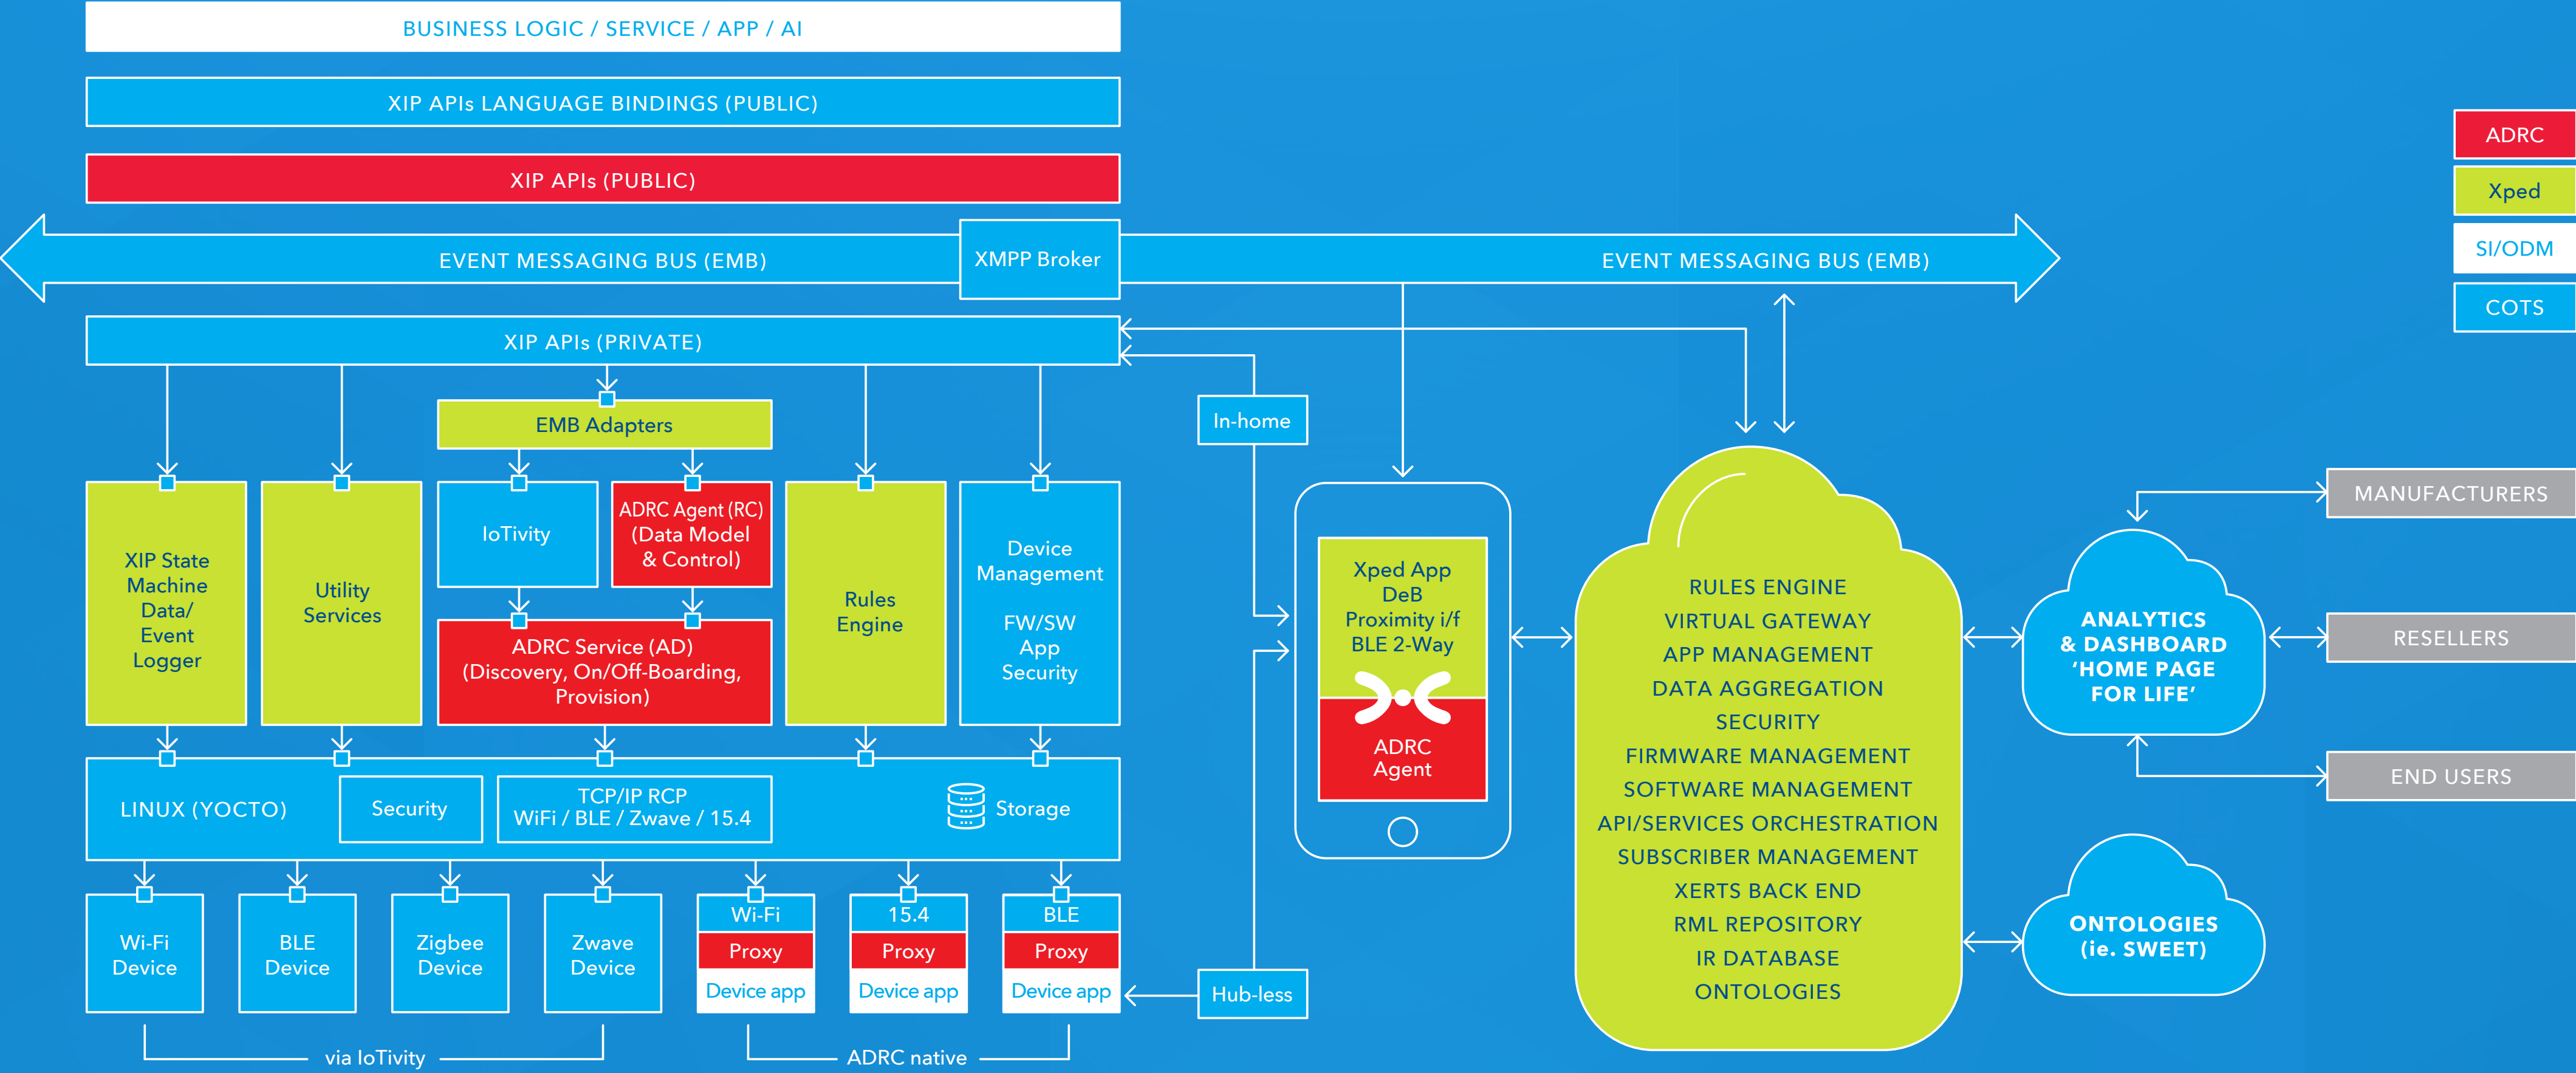 BUSINESS LOGIC / SERVICE / APP / AI
XIP APIs LANGUAGE BINDINGS (PUBLIC)
XIP APIs (PUBLIC)
EVENT MESSAGING BUS (EMB)
XMPP Broker
EVENT MESSAGING BUS (EMB)
XIP APIs (PRIVATE)
ADRC
Xped
SI/ODM
COTS
EMB Adapters
XIP State
Machine
Data/
Event
Logger
Utility
Services
IoTivity
ADRC Agent (RC)
(Data Model
& Control)
ADRC Service (AD)
(Discovery, On/Off-Boarding,
Provision)
Rules
Engine
Device
Management
FW/SW
App
Security
LINUX (YOCTO)
Security
TCP/IP RCP
WiFi / BLE / Zwave / 15.4
Storage
Wi-Fi
Device
BLE
Device
Zigbee
Device
Zwave
Device
Wi-Fi
Proxy
Device app
15.4
Proxy
Device app
BLE
Proxy
Device app
via IoTivity
ADRC native
In-home
Hub-less
Xped App
DeB
Proximity i/f
BLE 2-Way
ADRC
Agent
RULES ENGINE
VIRTUAL GATEWAY
APP MANAGEMENT
DATA AGGREGATION
SECURITY
FIRMWARE MANAGEMENT
SOFTWARE MANAGEMENT
API/SERVICES ORCHESTRATION
SUBSCRIBER MANAGEMENT
XERTS BACK END
RML REPOSITORY
IR DATABASE
ONTOLOGIES
ANALYTICS
& DASHBOARD
‘HOME PAGE
FOR LIFE’
ONTOLOGIES
(ie. SWEET)
MANUFACTURERS
RESELLERS
END USERS